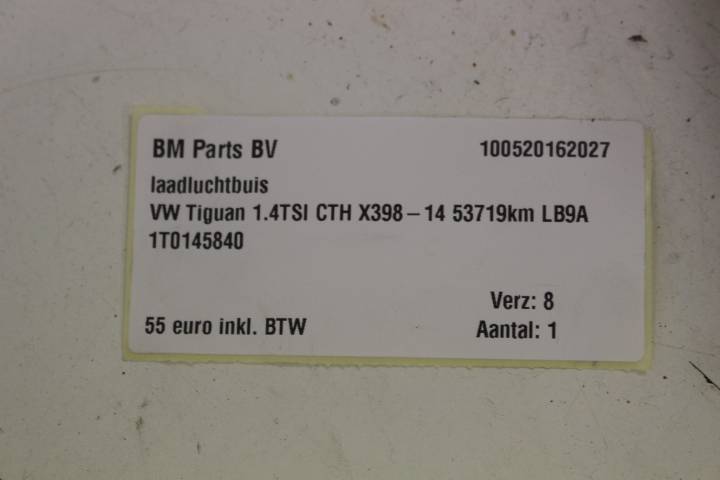 BM Parts BV 100520162027
laadluchtbuis
VW Tiguan 1.4TSI CTH X398 – 14 53719km LB9A
1T0145840
Verz: 8
55 euro inkl. BTW Aantal: 1